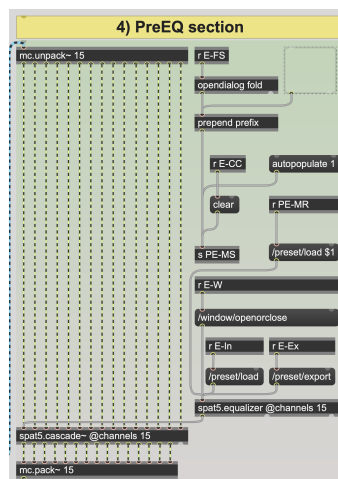 4) PreEQ section
mc.unpack~ 15
r E-FS
opendialog fold
prepend prefix
r E-CC
autopopulate 1
clear
r PE-MR
s PE-MS
/preset/load $1
r E-W
/window/openorclose
r E-In
r E-Ex
/preset/load
/preset/export
spat5.equalizer @channels 15
spat5.cascade~ @channels 15
mc.pack~ 15